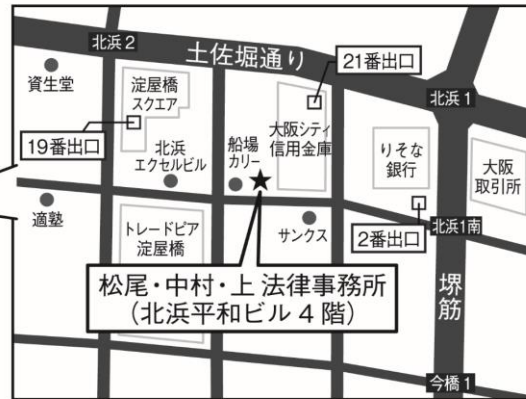 北浜2
土佐堀通り
21番出口
資生堂
淀屋橋
スクエア
北浜1
19番出口
北浜
エクセルビル
船場
カリー
大阪シティ
信用金庫
りそな
銀行
大阪
取引所
適塾
トレードピア
淀屋橋
サンクス
2番出口
北浜1南
松尾・中村・上 法律事務所
(北浜平和ビル 4 階)
堺筋
今橋1